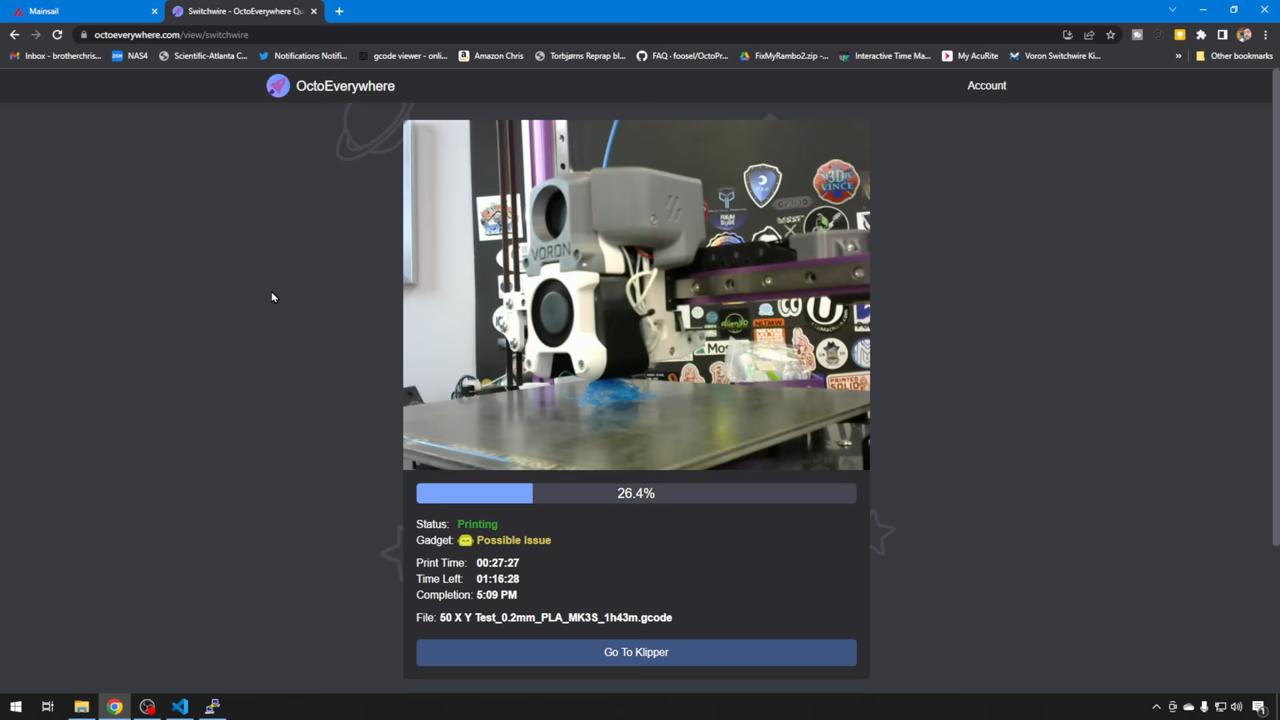 Mainsail
Switchwire - OctoEverywhere Qu
octoeverywhere.com/view/switchwire
Inbox - brotherchris...
NAS4
Scientific-Atlanta C...
Notifications Notifi...
gcode viewer - onli...
Amazon Chris
Torbjørns Reprap bl...
FAQ · foosel/OctoPr...
FixMyRambo2.zip -...
Interactive Time Ma...
My AcuRite
Voron Switchwire Ki...
»
Other bookmarks
OctoEverywhere
Account
VINCE
VORON
PRINTED
SOLID
26.4%
Status: Printing
Gadget: Possible Issue
Print Time: 00:27:27
Time Left: 01:16:28
Completion: 5:09 PM
File: 50 X Y Test_0.2mm_PLA_MK3S_1h43m.gcode
Go To Klipper